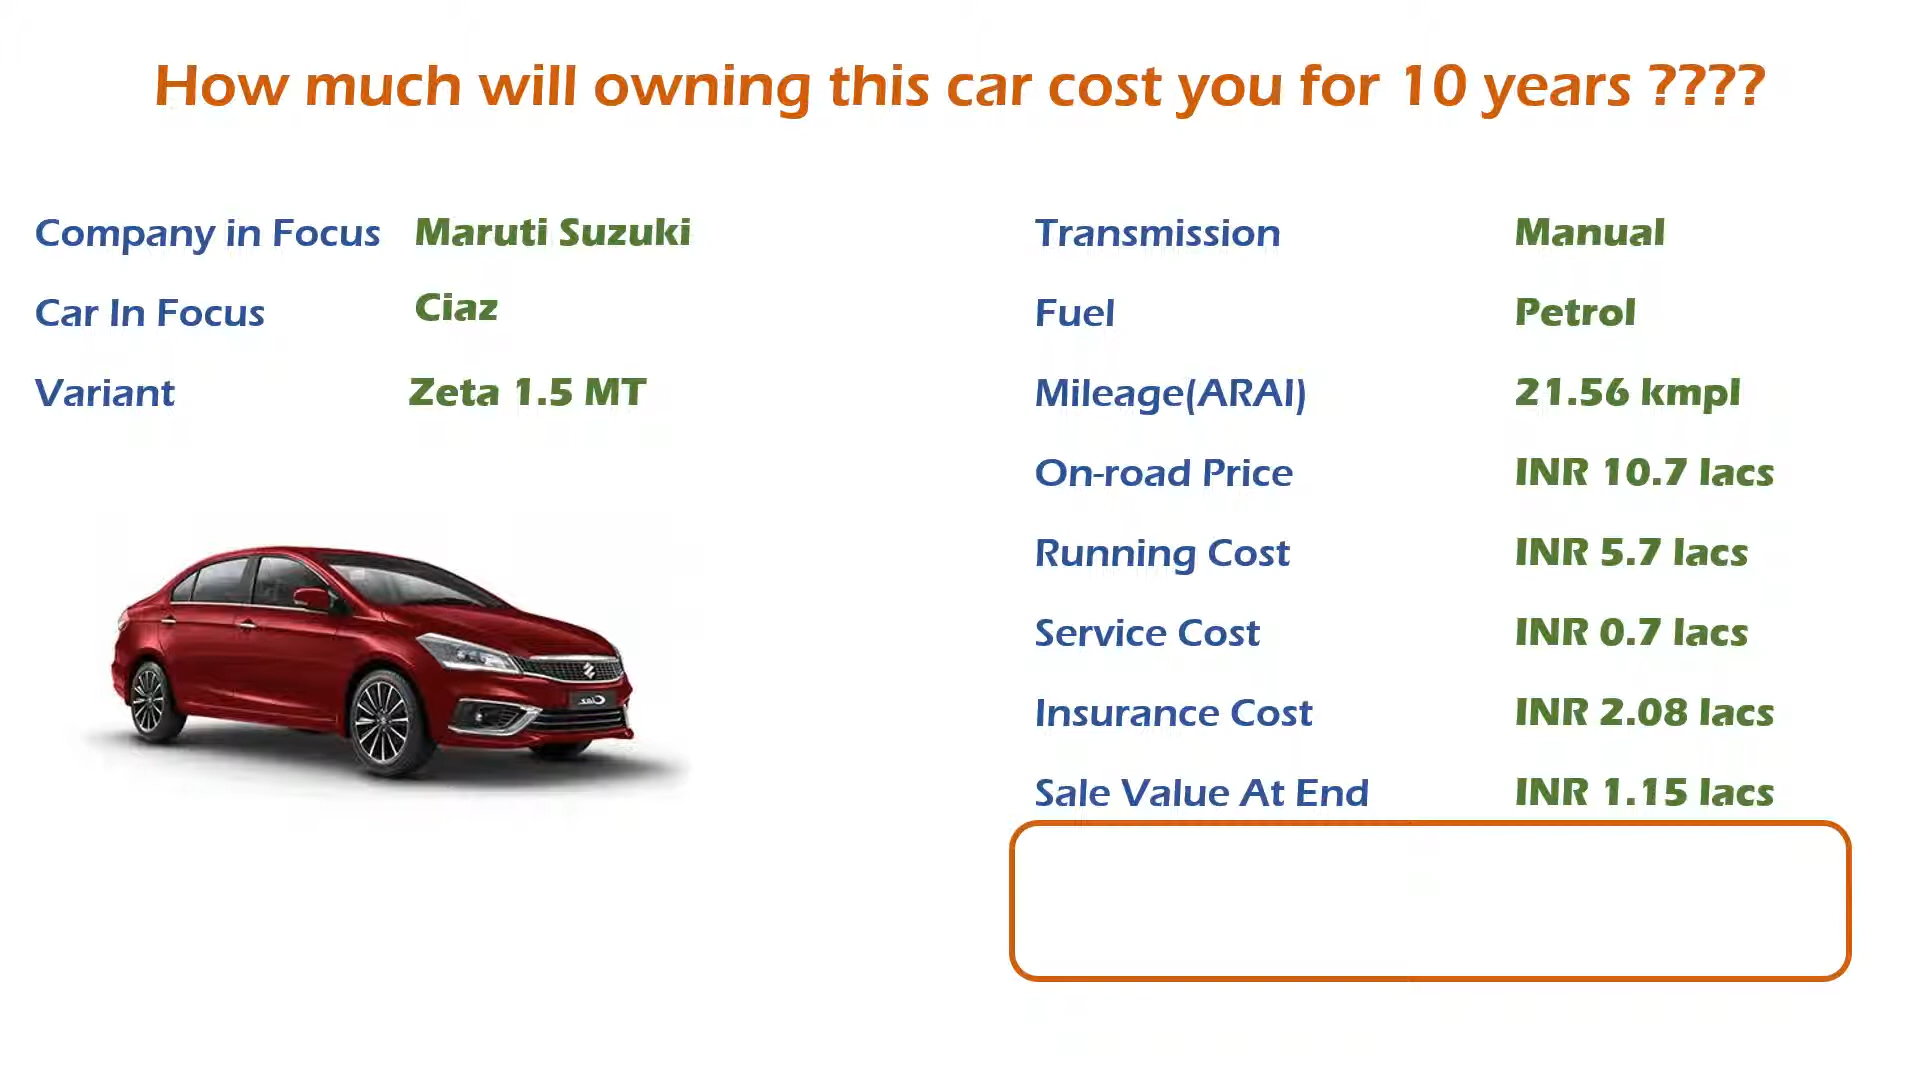 How much will owning this car cost you for 10 years ????
Company in Focus Maruti Suzuki
Car In Focus Ciaz
Variant Zeta 1.5 MT
Transmission Manual
Fuel Petrol
Mileage(ARAI) 21.56 kmpl
On-road Price INR 10.7 lacs
Running Cost INR 5.7 lacs
Service Cost INR 0.7 lacs
Insurance Cost INR 2.08 lacs
Sale Value At End INR 1.15 lacs
Ciaz